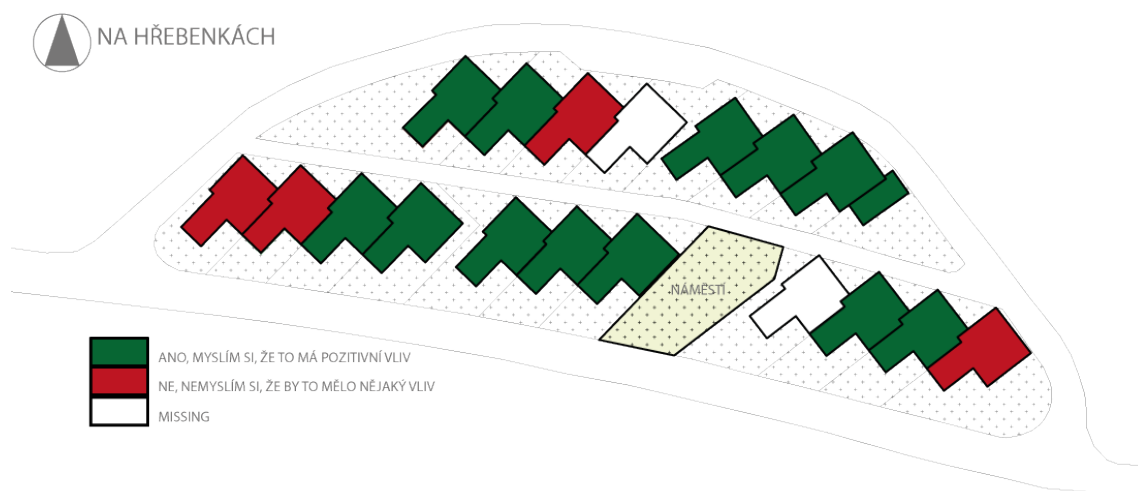 NA HŘEBENKÁCH
NÁMĚSTÍ
ANO, MYSLÍM SI, ŽE TO MÁ POZITIVNÍ VLIV
NE, NEMYSLÍM SI, ŽE BY TO MĚLO NĚJAKÝ VLIV
MISSING